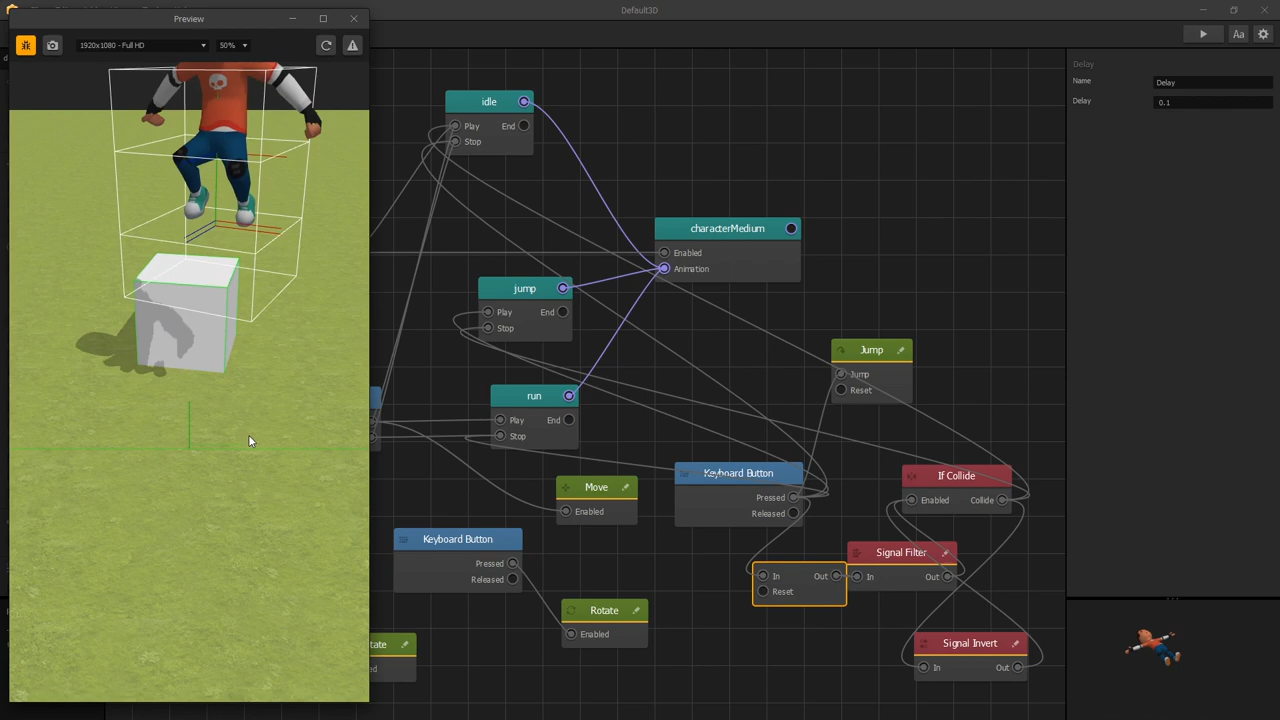 Preview
Default3D
1920x1080 - Full HD
50%
Aa
Delay
Name
Delay
Delay
0.1
idle
Play
End
Stop
characterMedium
Enabled
Animation
jump
Play
End
Stop
Jump
Jump
Reset
run
Play
End
Stop
Keyboard Button
Pressed
Released
If Collide
Enabled
Collide
Move
Enabled
Keyboard Button
Pressed
Released
In
Out
Reset
Signal Filter
In
Out
Rotate
Enabled
Signal Invert
In
Out